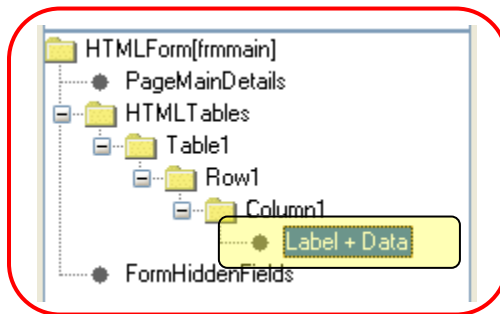 HTMLForm[frmmain]
PageMainDetails
HTMLTables
Table1
Row1
Column1
Label + Data
FormHiddenFields